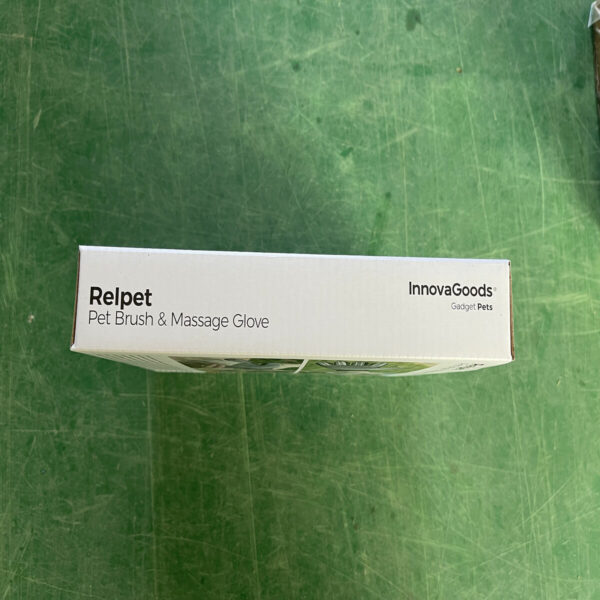 Relpet
Pet Brush & Massage Glove
InnovaGoods®
Gadget Pets